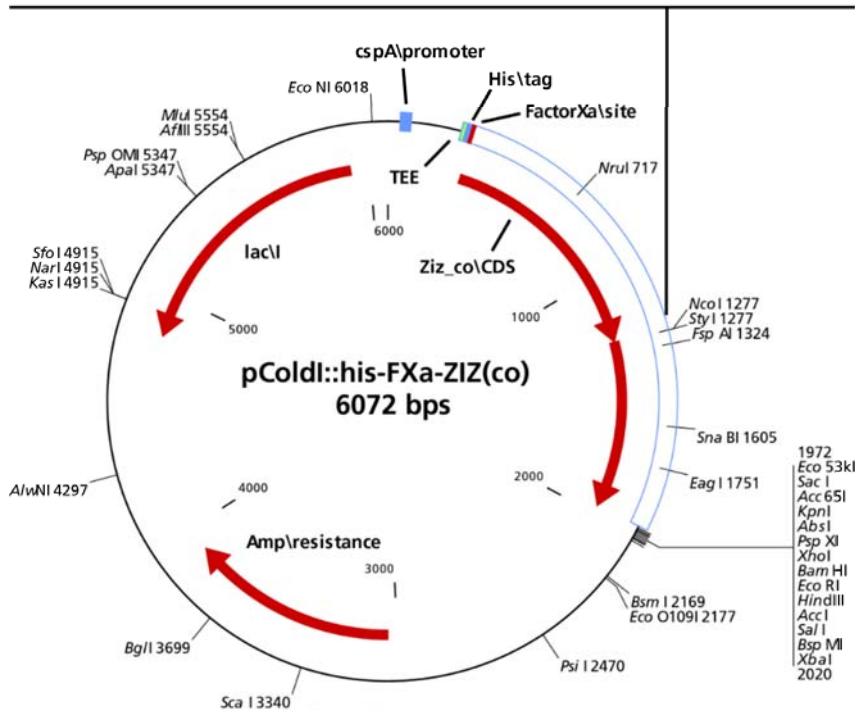 cspA\promoter
His\tag
FactorXa\site
Eco NI 6018
MluI 5554
AflIII 5554
Psp OMI 5347
ApaI 5347
TEE
NruI 717
6000
lac\I
Ziz_co\CDS
Sfo I 4915
Nar I 4915
Kas I 4915
5000
1000
Nco I 1277
Sty I 1277
Fsp AI 1324
pColdI::his-FXa-ZIZ(co)
6072 bps
Sna BI 1605
1972
Eco 53kI
Sac I
Acc 65I
KpnI
AbsI
Psp XI
XhoI
Bam HI
Eco RI
HindIII
AccI
Sal I
Bsp MI
XbaI
2020
AlwNI 4297
4000
2000
Eag I 1751
Amp\resistance
3000
Bsm I 2169
Eco O109I 2177
BglI 3699
Psi I 2470
Sca I 3340